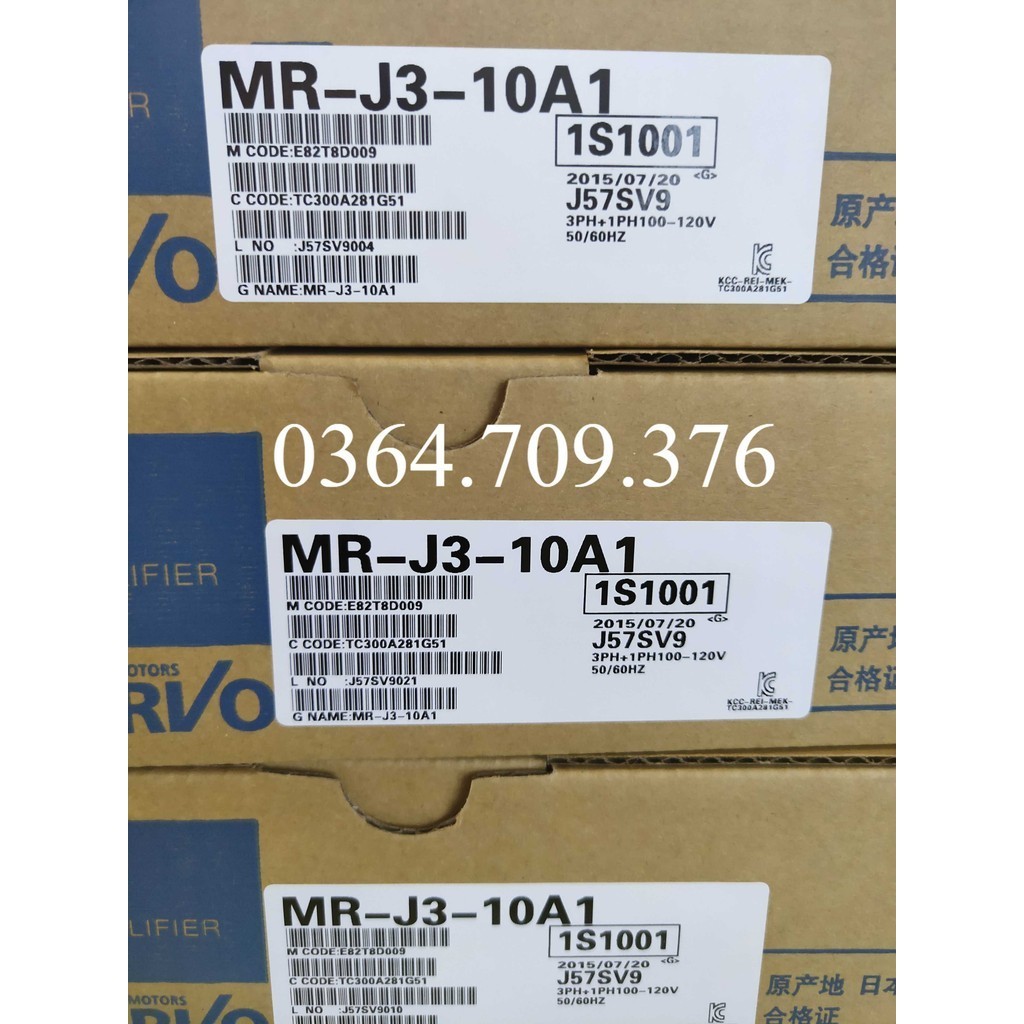 MR-J3-10A1
1S1001
M CODE:E82T8D009
2015/07/20 <G>
C CODE:TC300A281G51
J57SV9
3PH+1PH100-120V
L NO :J57SV9004
50/60HZ
G NAME:MR-J3-10A1
KCC-REI-MEK-
TC300A281G51
R
VO
原产
合格
0364.709.376
MR-J3-10A1
1S1001
M CODE:E82T8D009
2015/07/20 <G>
C CODE:TC300A281G51
J57SV9
3PH+1PH100-120V
L NO :J57SV9021
50/60HZ
G NAME:MR-J3-10A1
KCC-REI-MEK-
TC300A281G51
IFIER
OTORS
RVO
原产地
合格证
MR-J3-10A1
1S1001
M CODE:E82T8D009
2015/07/20 <G>
C CODE:TC300A281G51
J57SV9
3PH+1PH100-120V
L NO :J57SV9010
50/60HZ
LIFIER
MOTORS
RVO
原产地 日本
合格证